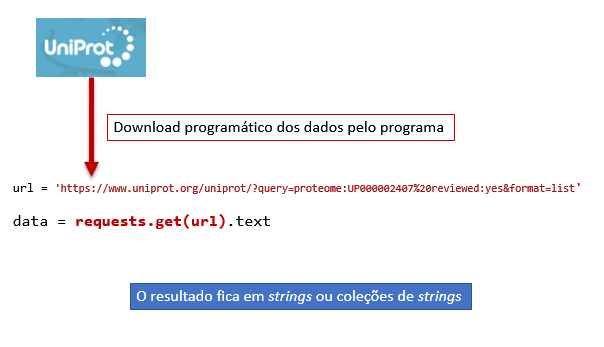 UniProt
Download programático dos dados pelo programa
url = 'https://www.uniprot.org/uniprot/?query=proteome:UP000002407%20reviewed:yes&format=list'
data = requests.get(url).text
O resultado fica em strings ou coleções de strings